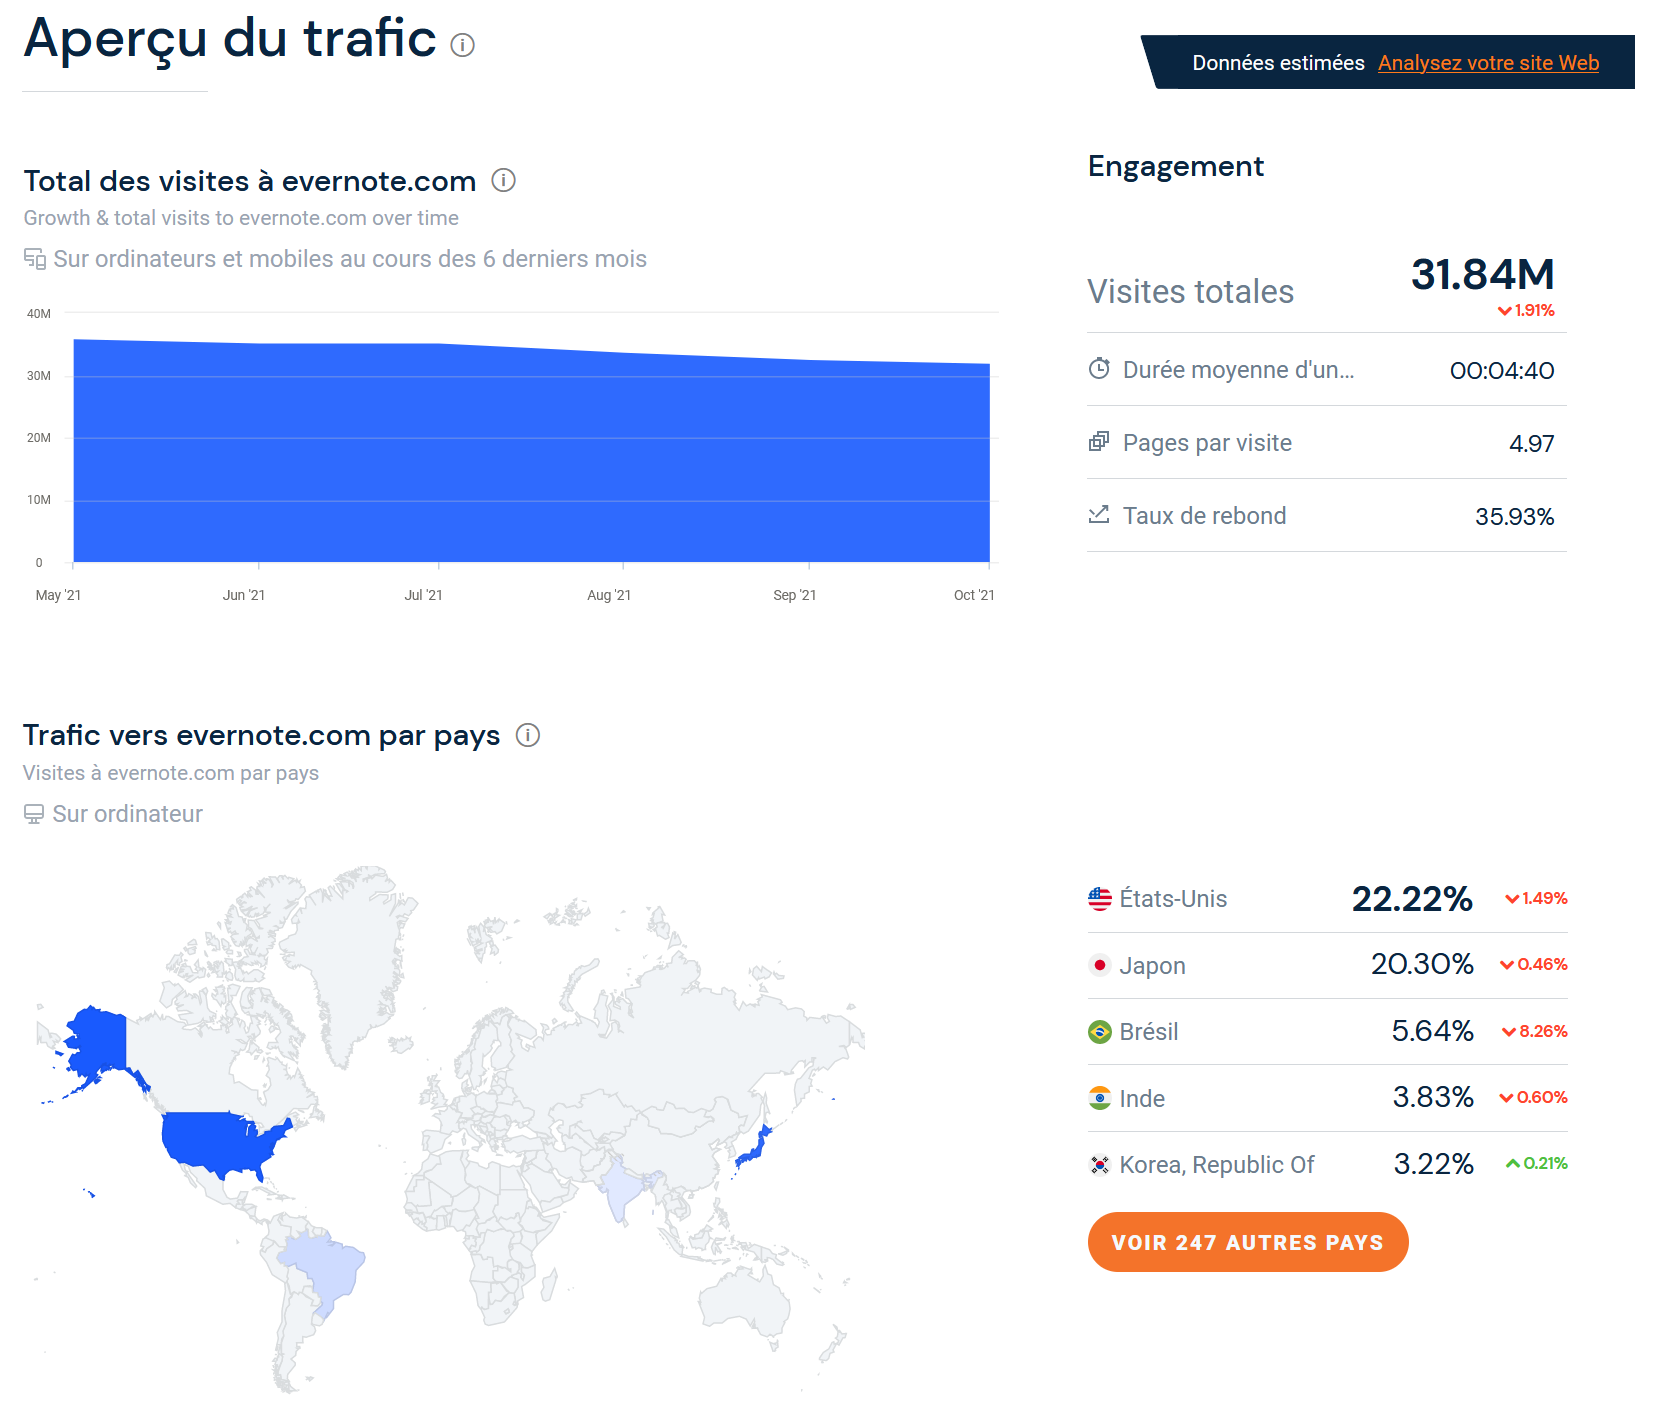 Aperçu du trafic
Données estimées Analysez votre site Web
Total des visites à evernote.com
Growth & total visits to evernote.com over time
Sur ordinateurs et mobiles au cours des 6 derniers mois
40M
30M
20M
10M
0
May '21
Jun '21
Jul '21
Aug '21
Sep '21
Oct '21
Engagement
Visites totales
31.84M
1.91%
Durée moyenne d'un...
00:04:40
Pages par visite
4.97
Taux de rebond
35.93%
Trafic vers evernote.com par pays
Visites à evernote.com par pays
Sur ordinateur
États-Unis 22.22% 1.49%
Japon 20.30% 0.46%
Brésil 5.64% 8.26%
Inde 3.83% 0.60%
Korea, Republic Of 3.22% 0.21%
VOIR 247 AUTRES PAYS